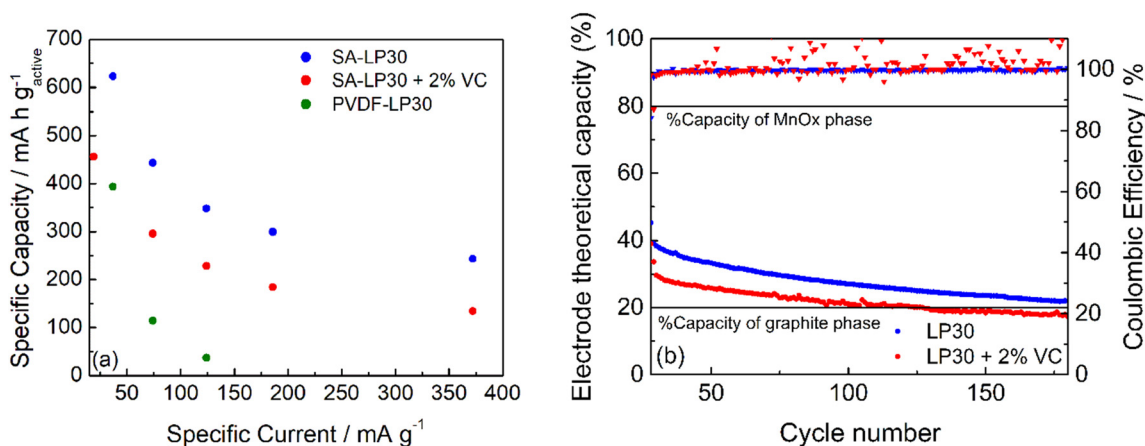 Specific Capacity / mA h g⁻¹active
700
600
500
400
300
200
100
0
SA-LP30
SA-LP30 + 2% VC
PVDF-LP30
(a)
50 100 150 200 250 300 350 400
Specific Current / mA g⁻¹
Electrode theoretical capacity (%)
100
80
60
40
20
0
%Capacity of MnOx phase
%Capacity of graphite phase
LP30
LP30 + 2% VC
(b)
50 100 150
Cycle number
100
80
60
40
20
0
Coulombic Efficiency / %